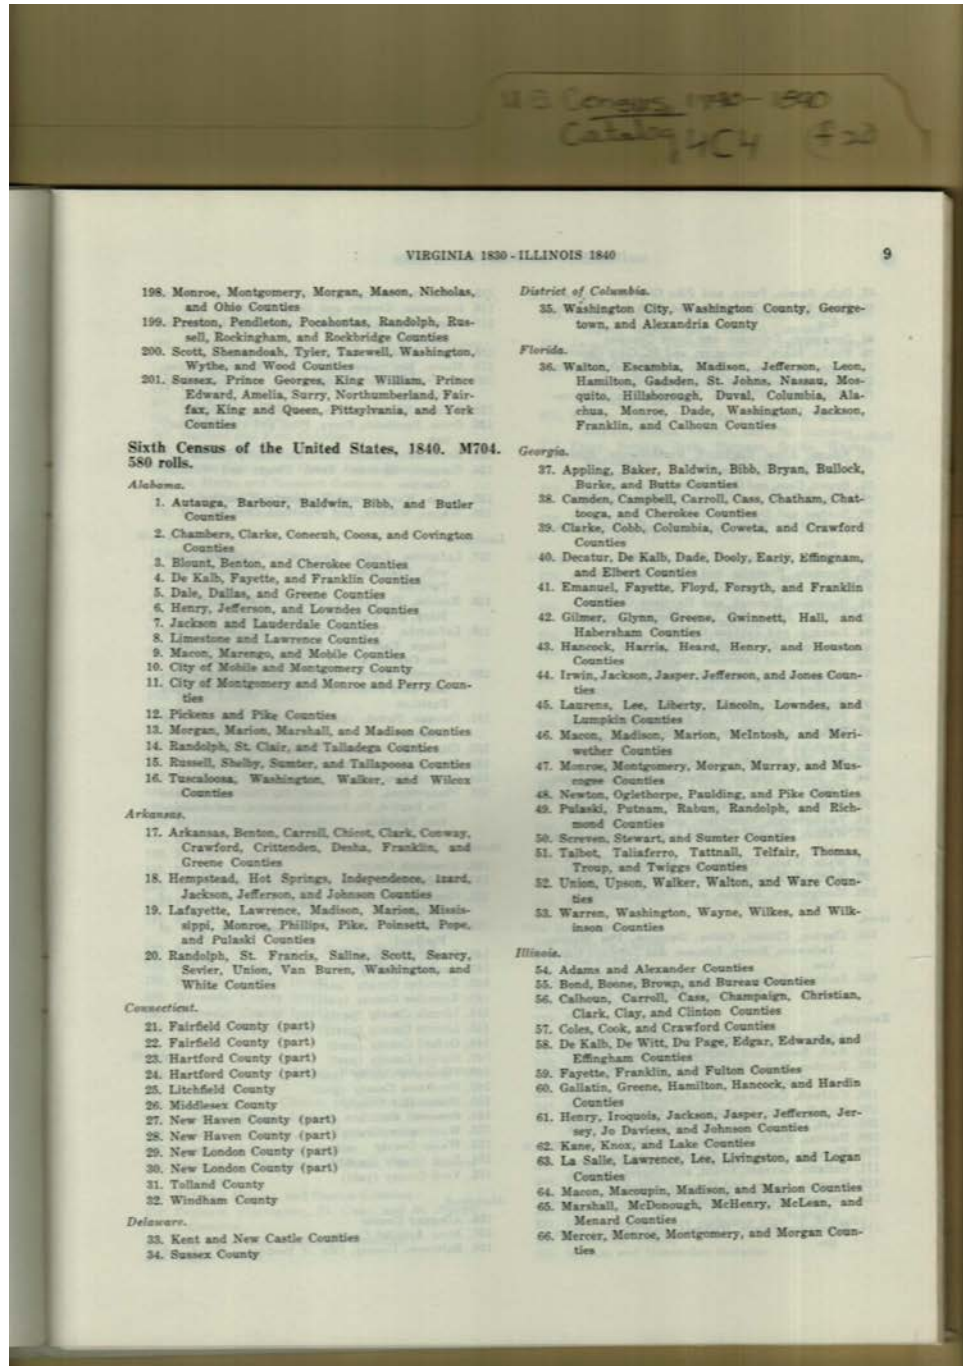 U S Census 1790-1890
Catalog 4C4
VIRGINIA 1830 - ILLINOIS 1840
9
198. Monroe, Montgomery, Morgan, Mason, Nicholas,
and Ohio Counties
199. Preston, Pendleton, Pocahontas, Randolph, Rus-
sell, Rockingham, and Rockbridge Counties
200. Scott, Shenandoah, Tyler, Tazewell, Washington,
Wythe, and Wood Counties
201. Sussex, Prince Georges, King William, Prince
Edward, Amelia, Surry, Northumberland, Fair-
fax, King and Queen, Pittsylvania, and York
Counties
Sixth Census of the United States, 1840. M704.
580 rolls.
Alabama.
1. Autauga, Barbour, Baldwin, Bibb, and Butler
Counties
2. Chambers, Clarke, Conecuh, Coosa, and Covington
Counties
3. Blount, Benton, and Cherokee Counties
4. De Kalb, Fayette, and Franklin Counties
5. Dale, Dallas, and Greene Counties
6. Henry, Jefferson, and Lowndes Counties
7. Jackson and Lauderdale Counties
8. Limestone and Lawrence Counties
9. Macon, Marengo, and Mobile Counties
10. City of Mobile and Montgomery County
11. City of Montgomery and Monroe and Perry Coun-
ties
12. Pickens and Pike Counties
13. Morgan, Marion, Marshall, and Madison Counties
14. Randolph, St. Clair, and Talladega Counties
15. Russell, Shelby, Sumter, and Tallapoosa Counties
16. Tuscaloosa, Washington, Walker, and Wilcox
Counties
Arkansas.
17. Arkansas, Benton, Carroll, Chicot, Clark, Conway,
Crawford, Crittenden, Desha, Franklin, and
Greene Counties
18. Hempstead, Hot Springs, Independence, Izard,
Jackson, Jefferson, and Johnson Counties
19. Lafayette, Lawrence, Madison, Marion, Missis-
sippi, Monroe, Phillips, Pike, Poinsett, Pope,
and Pulaski Counties
20. Randolph, St. Francis, Saline, Scott, Searcy,
Sevier, Union, Van Buren, Washington, and
White Counties
Connecticut.
21. Fairfield County (part)
22. Fairfield County (part)
23. Hartford County (part)
24. Hartford County (part)
25. Litchfield County
26. Middlesex County
27. New Haven County (part)
28. New Haven County (part)
29. New London County (part)
30. New London County (part)
31. Tolland County
32. Windham County
Delaware.
33. Kent and New Castle Counties
34. Sussex County
District of Columbia.
35. Washington City, Washington County, George-
town, and Alexandria County
Florida.
36. Walton, Escambia, Madison, Jefferson, Leon,
Hamilton, Gadsden, St. Johns, Nassau, Mos-
quito, Hillsborough, Duval, Columbia, Ala-
chua, Monroe, Dade, Washington, Jackson,
Franklin, and Calhoun Counties
Georgia.
37. Appling, Baker, Baldwin, Bibb, Bryan, Bullock,
Burke, and Butts Counties
38. Camden, Campbell, Carroll, Cass, Chatham, Chat-
tooga, and Cherokee Counties
39. Clarke, Cobb, Columbia, Coweta, and Crawford
Counties
40. Decatur, De Kalb, Dade, Dooly, Early, Effingnam,
and Elbert Counties
41. Emanuel, Fayette, Floyd, Forsyth, and Franklin
Counties
42. Gilmer, Glynn, Greene, Gwinnett, Hall, and
Habersham Counties
43. Hancock, Harris, Heard, Henry, and Houston
Counties
44. Irwin, Jackson, Jasper, Jefferson, and Jones Coun-
ties
45. Laurens, Lee, Liberty, Lincoln, Lowndes, and
Lumpkin Counties
46. Macon, Madison, Marion, McIntosh, and Meri-
wether Counties
47. Monroe, Montgomery, Morgan, Murray, and Mus-
cogee Counties
48. Newton, Oglethorpe, Paulding, and Pike Counties
49. Pulaski, Putnam, Rabun, Randolph, and Rich-
mond Counties
50. Screven, Stewart, and Sumter Counties
51. Talbot, Taliaferro, Tattnall, Telfair, Thomas,
Troup, and Twiggs Counties
52. Union, Upson, Walker, Walton, and Ware Coun-
ties
53. Warren, Washington, Wayne, Wilkes, and Wilk-
inson Counties
Illinois.
54. Adams and Alexander Counties
55. Bond, Boone, Brown, and Bureau Counties
56. Calhoun, Carroll, Cass, Champaign, Christian,
Clark, Clay, and Clinton Counties
57. Coles, Cook, and Crawford Counties
58. De Kalb, De Witt, Du Page, Edgar, Edwards, and
Effingham Counties
59. Fayette, Franklin, and Fulton Counties
60. Gallatin, Greene, Hamilton, Hancock, and Hardin
Counties
61. Henry, Iroquois, Jackson, Jasper, Jefferson, Jer-
sey, Jo Daviess, and Johnson Counties
62. Kane, Knox, and Lake Counties
63. La Salle, Lawrence, Lee, Livingston, and Logan
Counties
64. Macon, Macoupin, Madison, and Marion Counties
65. Marshall, McDonough, McHenry, McLean, and
Menard Counties
66. Mercer, Monroe, Montgomery, and Morgan Coun-
ties